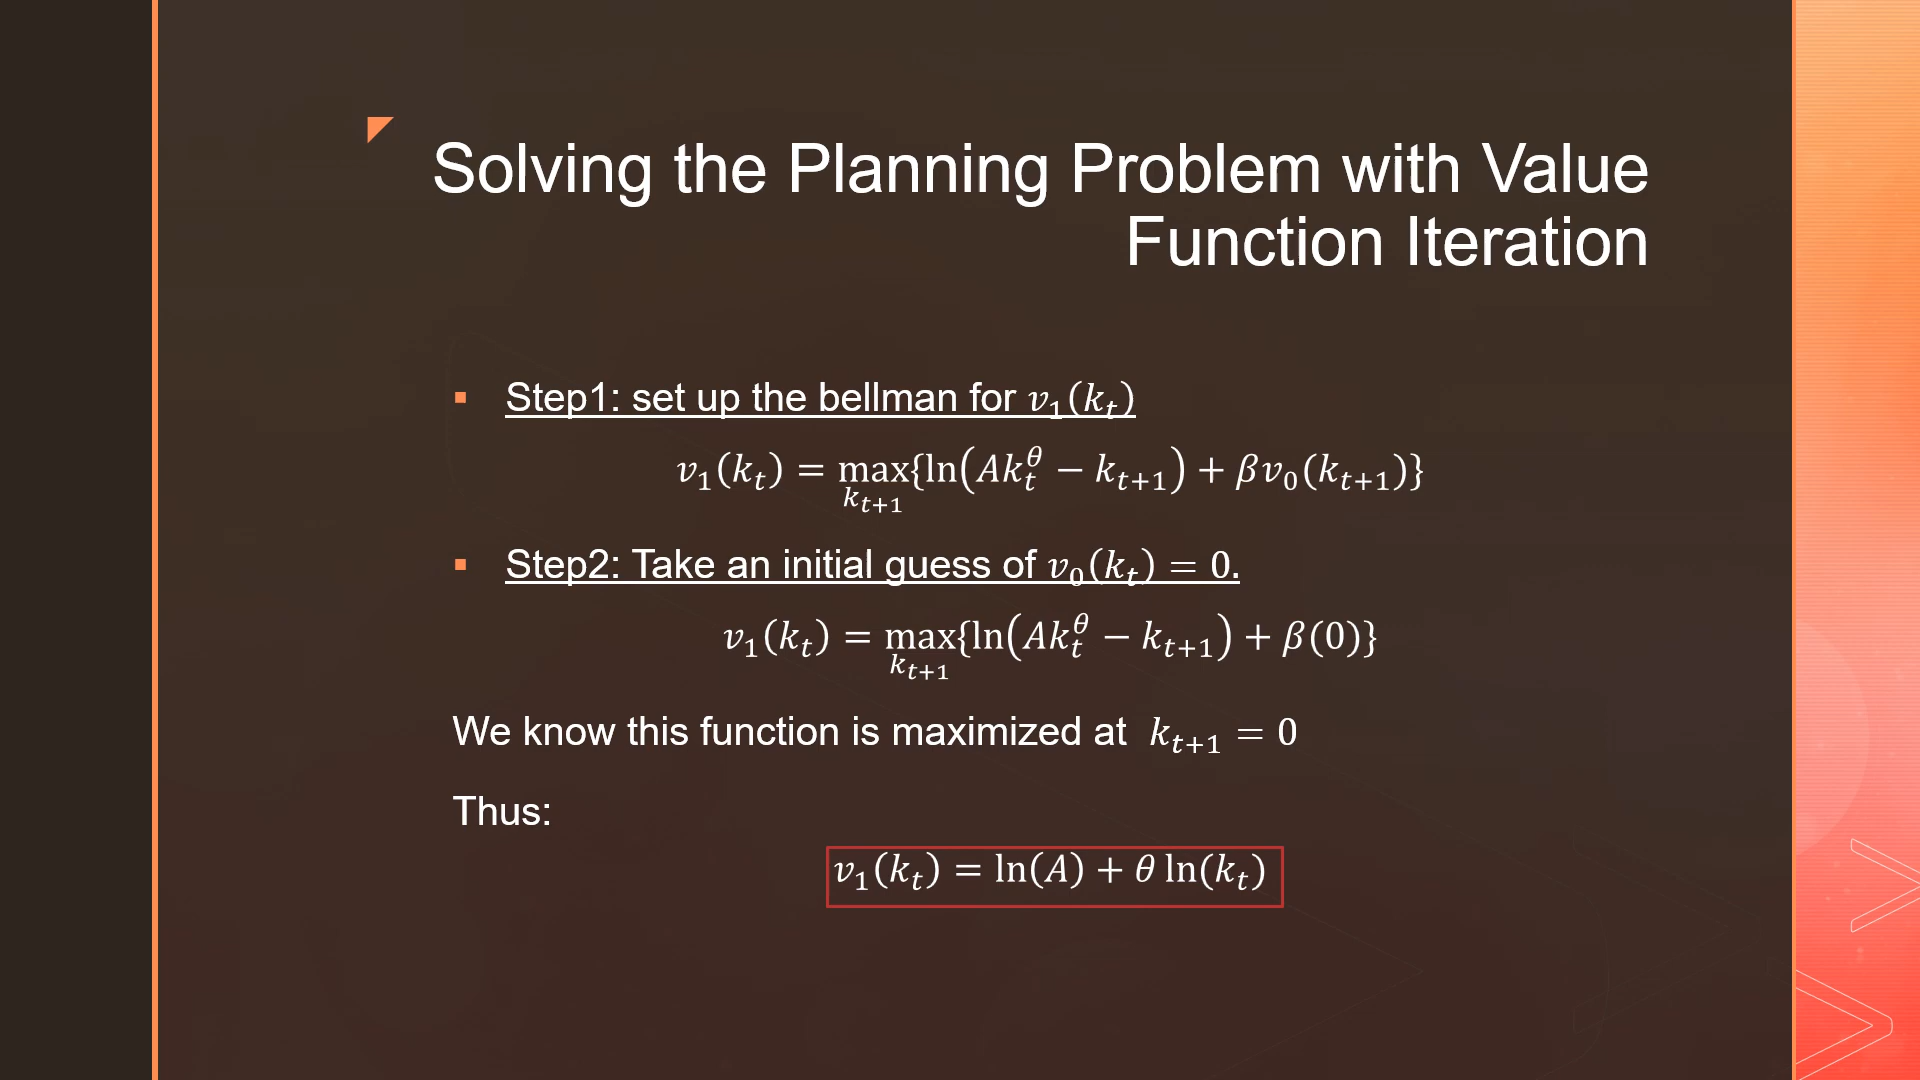 Solving the Planning Problem with Value
Function Iteration
▪ Step1: set up the bellman for 𝑣₁(𝑘ₜ)
𝑣₁(𝑘ₜ) = max{ln(𝐴𝑘ₜ^𝜃 − 𝑘ₜ₊₁) + 𝛽𝑣₀(𝑘ₜ₊₁)}
𝑘ₜ₊₁
▪ Step2: Take an initial guess of 𝑣₀(𝑘ₜ) = 0.
𝑣₁(𝑘ₜ) = max{ln(𝐴𝑘ₜ^𝜃 − 𝑘ₜ₊₁) + 𝛽(0)}
𝑘ₜ₊₁
We know this function is maximized at 𝑘ₜ₊₁ = 0
Thus:
𝑣₁(𝑘ₜ) = ln(𝐴) + 𝜃 ln(𝑘ₜ)